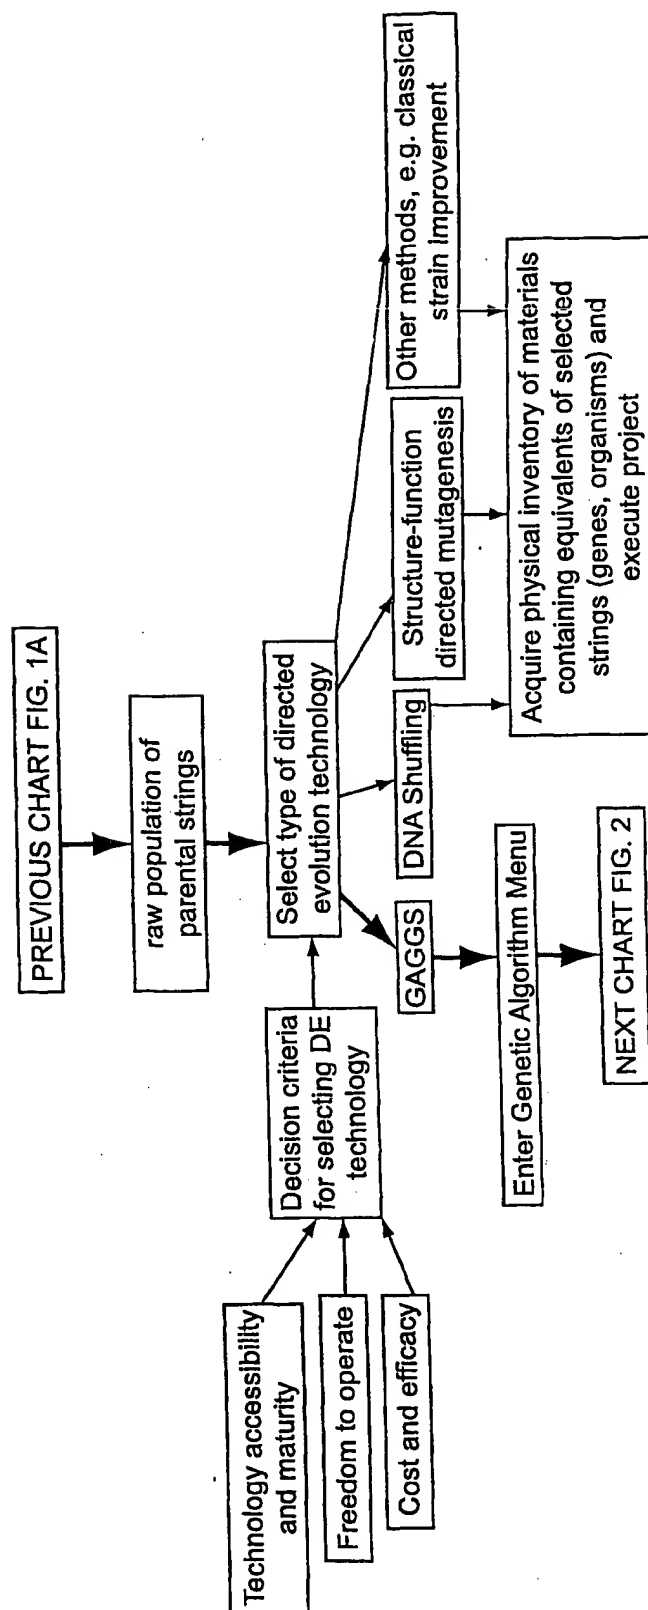 PREVIOUS CHART FIG. 1A
raw population of
parental strings
Technology accessibility
and maturity
Freedom to operate
Cost and efficacy
Decision criteria
for selecting DE
technology
Select type of directed
evolution technology
GAGGS
DNA Shuffling
Structure-function
directed mutagenesis
Other methods, e.g. classical
strain improvement
Enter Genetic Algorithm Menu
Acquire physical inventory of materials
containing equivalents of selected
strings (genes, organisms) and
execute project
NEXT CHART FIG. 2